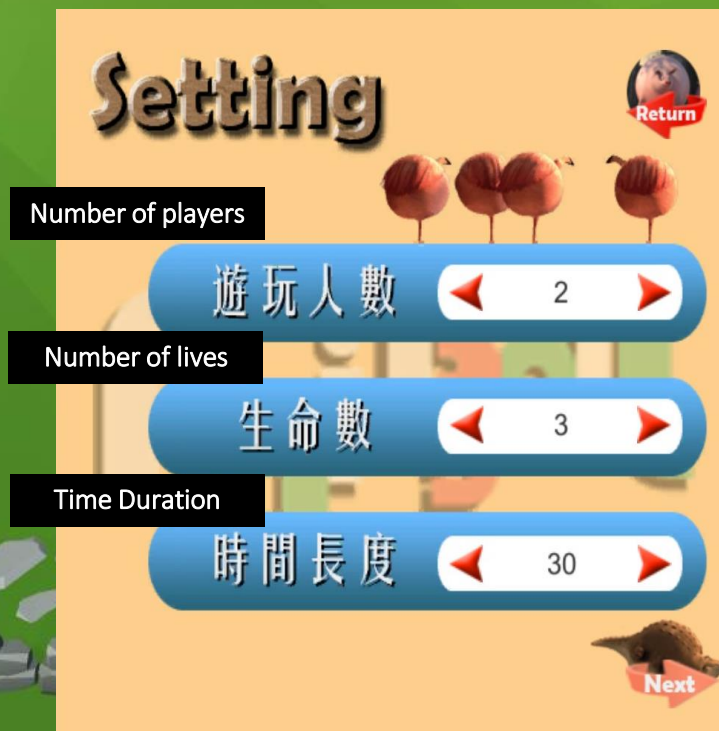 Setting
Return
Number of players
遊玩人數
2
Number of lives
生命數
3
Time Duration
時間長度
30
Next